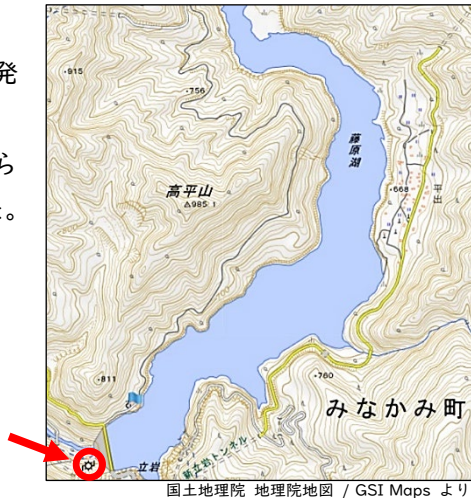 発
ら
た。
・915
・756
藤原湖
高平山
△985.1
・668
平出
・811
・760
みなかみ町
新立岩トンネル
立岩
国土地理院 地理院地図 / GSI Maps より